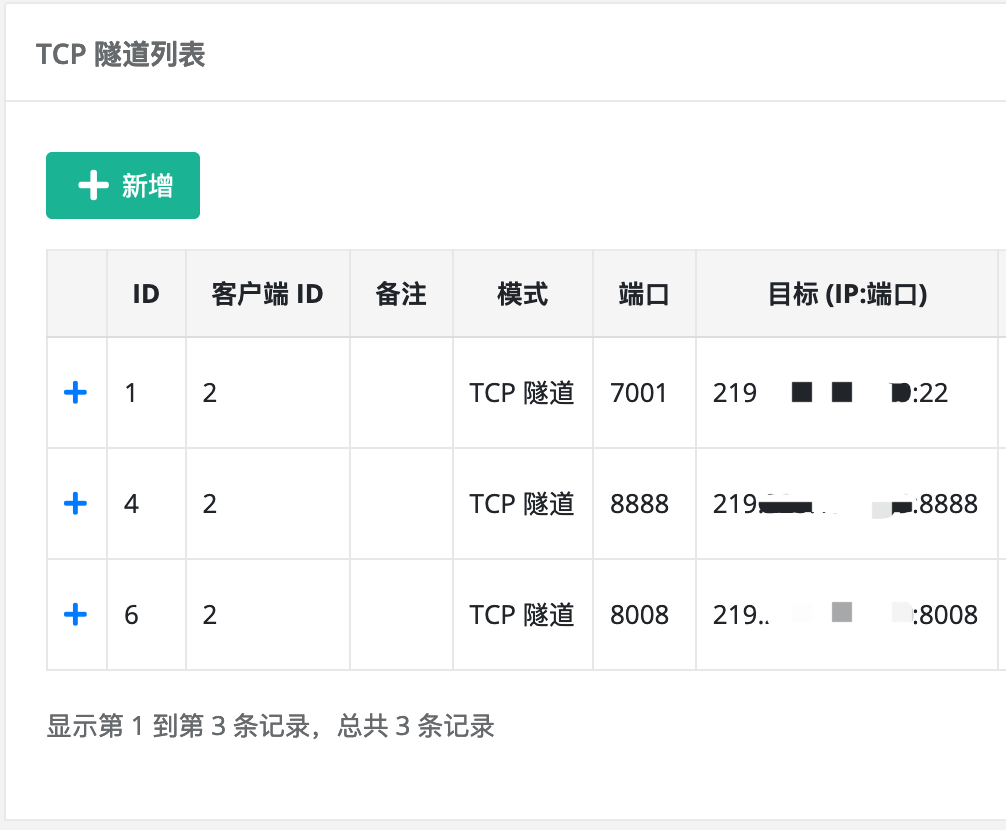 TCP 隧道列表
新增
ID 客户端 ID 备注 模式 端口 目标 (IP:端口)
1 2 TCP 隧道 7001 219 :22
4 2 TCP 隧道 8888 219. :8888
6 2 TCP 隧道 8008 219. :8008
显示第 1 到第 3 条记录，总共 3 条记录